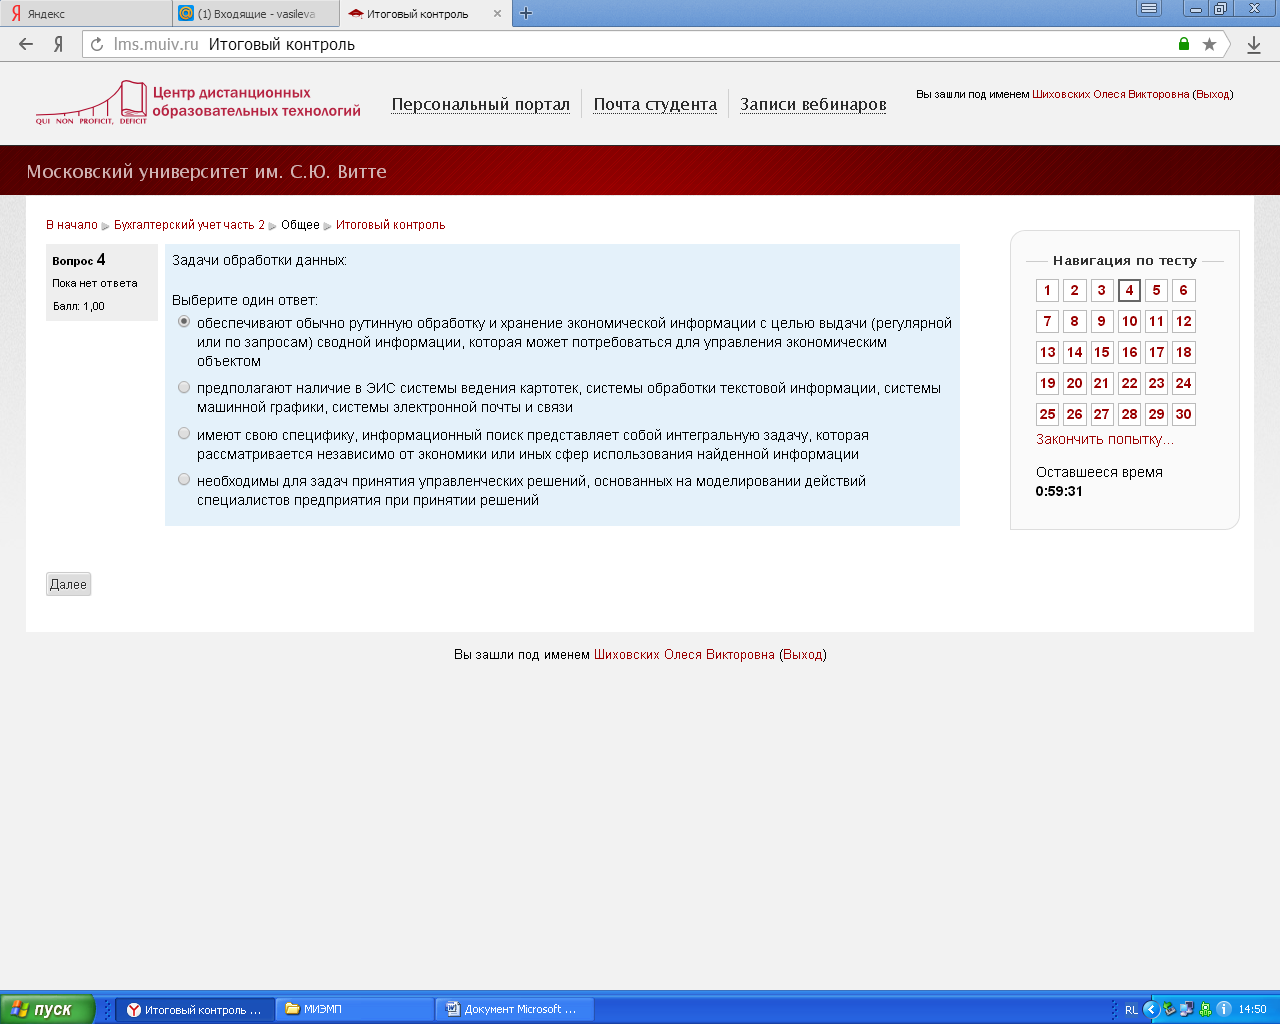 Яндекс
(1) Входящие - vasileva
Итоговый контроль
lms.muiv.ru Итоговый контроль
Центр дистанционных
образовательных технологий
QUI NON PROFICIT, DEFICIT
Персональный портал
Почта студента
Записи вебинаров
Вы зашли под именем Шиховских Олеся Викторовна (Выход)
Московский университет им. С.Ю. Витте
В начало Бухгалтерский учет часть 2 Общее Итоговый контроль
Вопрос 4
Пока нет ответа
Балл: 1,00
Задачи обработки данных:
Выберите один ответ:
обеспечивают обычно рутинную обработку и хранение экономической информации с целью выдачи (регулярной
или по запросам) сводной информации, которая может потребоваться для управления экономическим
объектом
предполагают наличие в ЭИС системы ведения картотек, системы обработки текстовой информации, системы
машинной графики, системы электронной почты и связи
имеют свою специфику, информационный поиск представляет собой интегральную задачу, которая
рассматривается независимо от экономики или иных сфер использования найденной информации
необходимы для задач принятия управленческих решений, основанных на моделировании действий
специалистов предприятия при принятии решений
Навигация по тесту
1 2 3 4 5 6
7 8 9 10 11 12
13 14 15 16 17 18
19 20 21 22 23 24
25 26 27 28 29 30
Закончить попытку...
Оставшееся время
0:59:31
Далее
Вы зашли под именем Шиховских Олеся Викторовна (Выход)
пуск
Итоговый контроль ...
МИЭМП
Документ Microsoft ...
RL
14:50